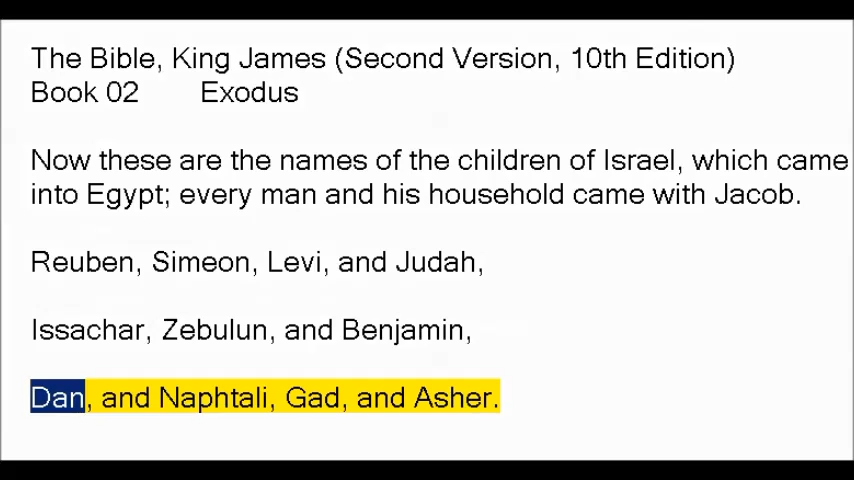 The Bible, King James (Second Version, 10th Edition)
Book 02 Exodus
Now these are the names of the children of Israel, which came
into Egypt; every man and his household came with Jacob.
Reuben, Simeon, Levi, and Judah,
Issachar, Zebulun, and Benjamin,
Dan, and Naphtali, Gad, and Asher.